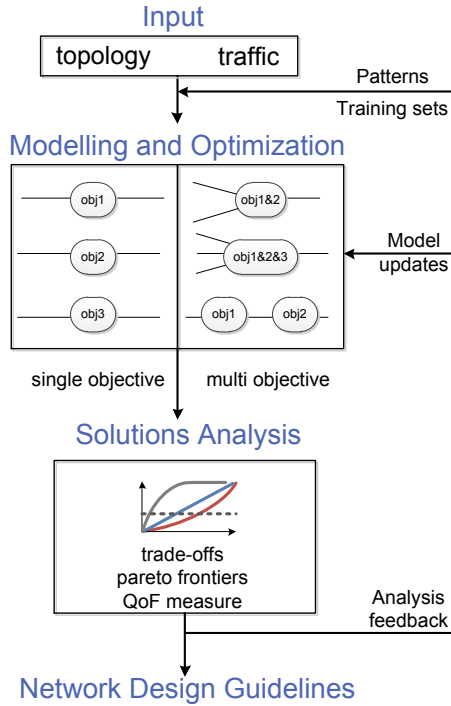 Input
topology traffic
Patterns
Training sets
Modelling and Optimization
obj1 obj1&2
obj2 obj1&2&3
obj3 obj1 obj2
Model
updates
single objective multi objective
Solutions Analysis
trade-offs
pareto frontiers
QoF measure
Analysis
feedback
Network Design Guidelines